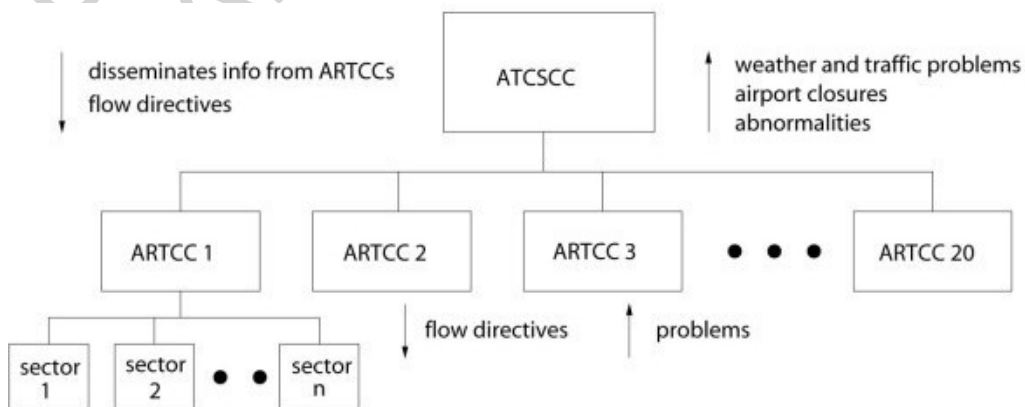 disseminates info from ARTCCs
flow directives
ATCSCC
weather and traffic problems
airport closures
abnormalities
ARTCC 1
ARTCC 2
ARTCC 3
ARTCC 20
flow directives
problems
sector
1
sector
2
sector
n